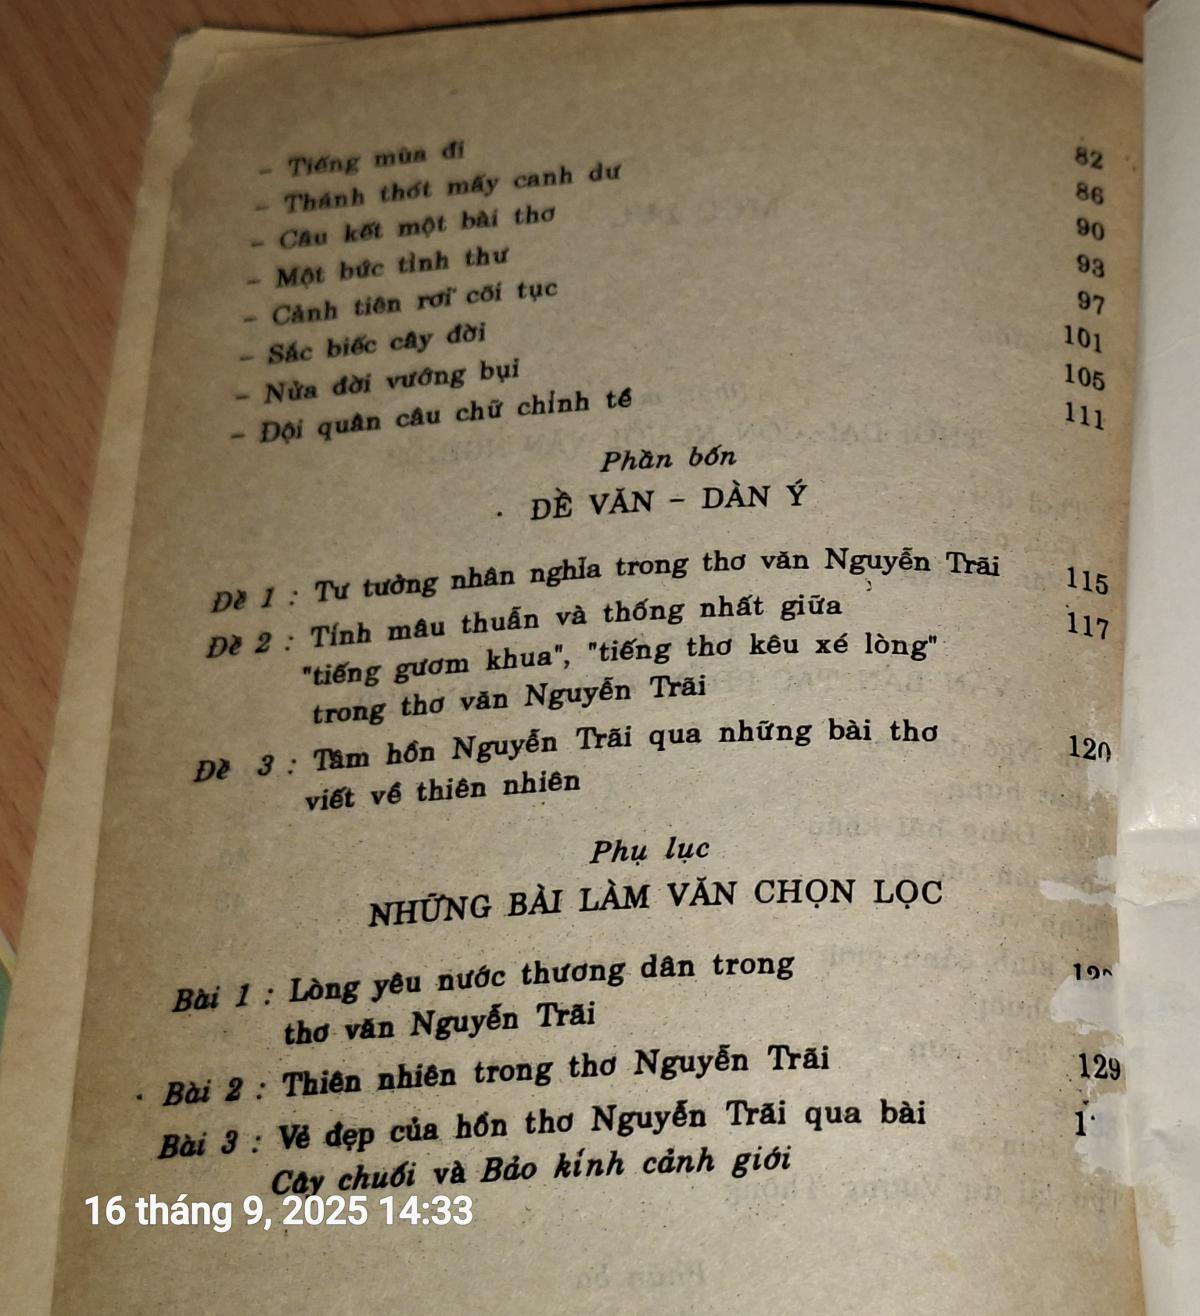 – Tiếng mùa đi 82
– Thánh thót mấy canh dư 86
– Câu kết một bài thơ 90
– Một bức tình thư 93
– Cảnh tiên rơi cõi tục 97
– Sắc biếc cây đời 101
– Nửa đời vướng bụi 105
– Đội quân câu chữ chỉnh tề 111
Phần bốn
ĐỀ VĂN – DÀN Ý
Đề 1 : Tư tưởng nhân nghĩa trong thơ văn Nguyễn Trãi 115
Đề 2 : Tính mâu thuẫn và thống nhất giữa 117
"tiếng gươm khua", "tiếng thơ kêu xé lòng"
trong thơ văn Nguyễn Trãi
Đề 3 : Tâm hồn Nguyễn Trãi qua những bài thơ 120
viết về thiên nhiên
Phụ lục
NHỮNG BÀI LÀM VĂN CHỌN LỌC
Bài 1 : Lòng yêu nước thương dân trong
thơ văn Nguyễn Trãi
Bài 2 : Thiên nhiên trong thơ Nguyễn Trãi 129
Bài 3 : Vẻ đẹp của hồn thơ Nguyễn Trãi qua bài
Cây chuối và Bảo kính cảnh giới
16 tháng 9, 2025 14:33